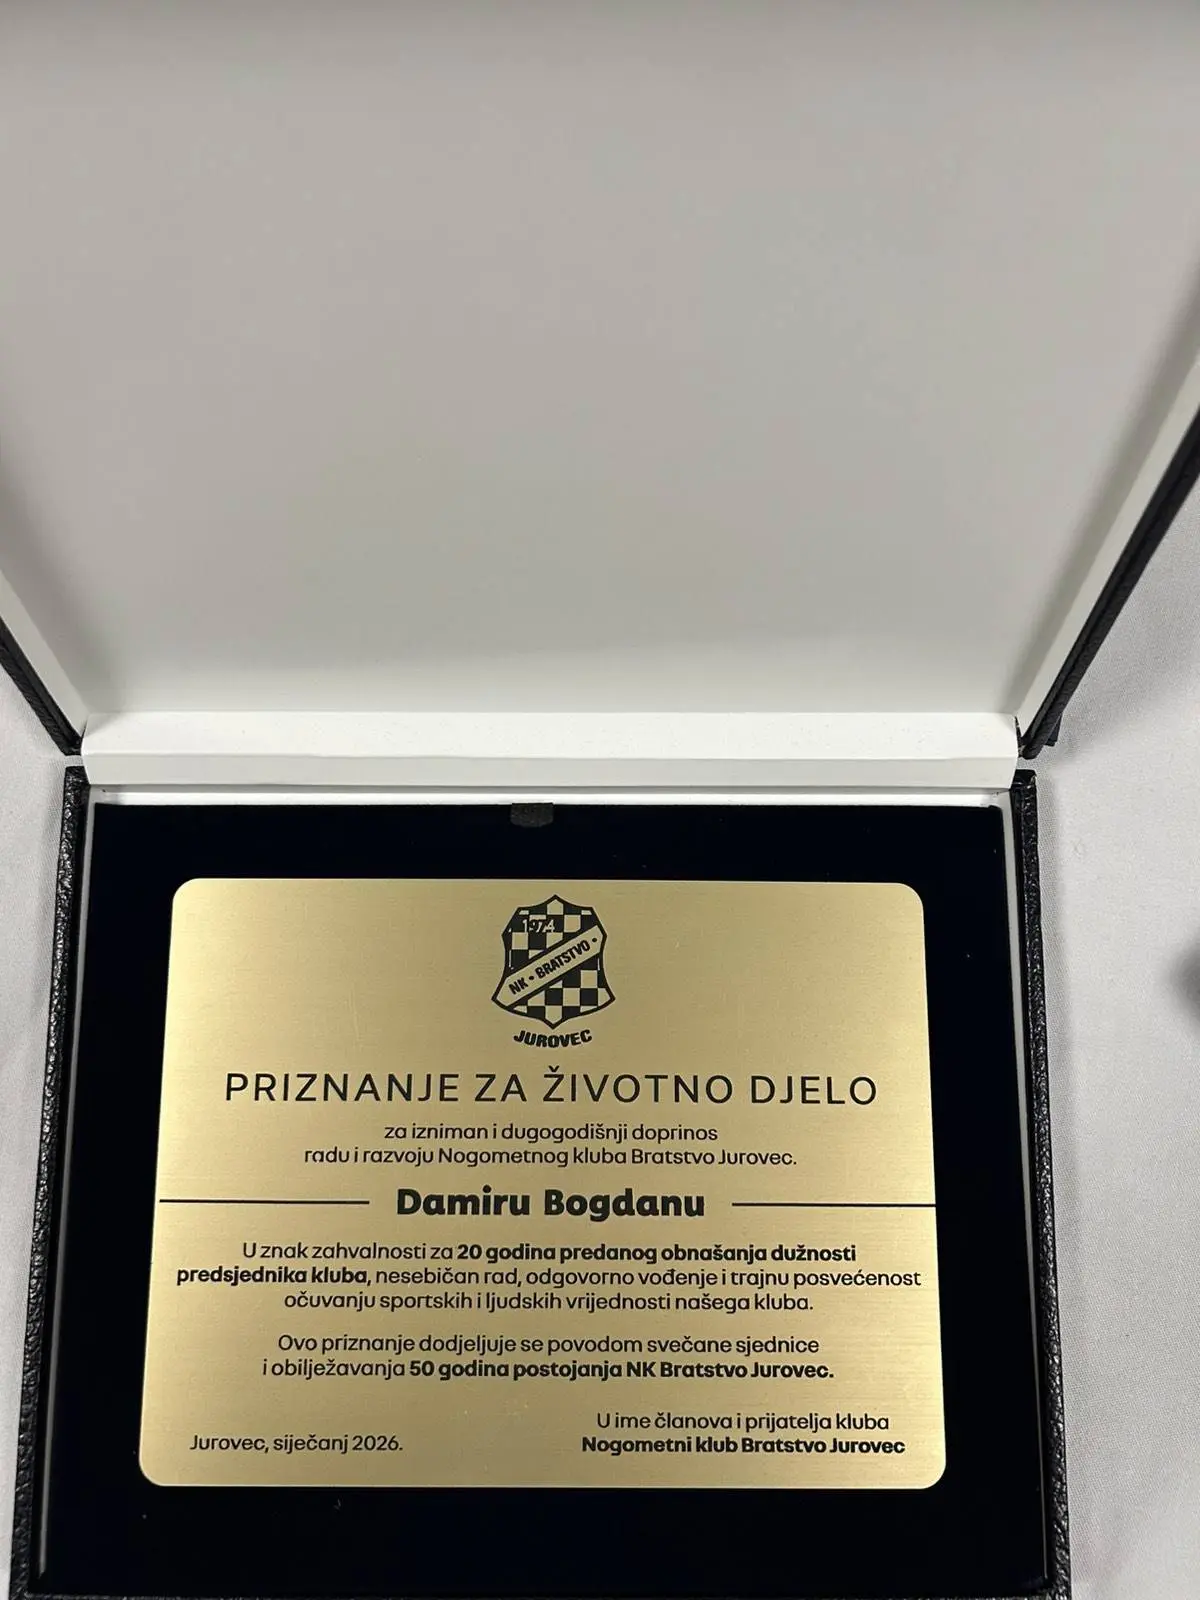 1974
NK • BRATSTVO •
JUROVEC
PRIZNANJE ZA ŽIVOTNO DJELO
za izniman i dugogodišnji doprinos
radu i razvoju Nogometnog kluba Bratstvo Jurovec.
Damiru Bogdanu
U znak zahvalnosti za 20 godina predanog obnašanja dužnosti
predsjednika kluba, nesebičan rad, odgovorno vođenje i trajnu posvećenost
očuvanju sportskih i ljudskih vrijednosti našega kluba.
Ovo priznanje dodjeljuje se povodom svečane sjednice
i obilježavanja 50 godina postojanja NK Bratstvo Jurovec.
U ime članova i prijatelja kluba
Jurovec, siječanj 2026. Nogometni klub Bratstvo Jurovec